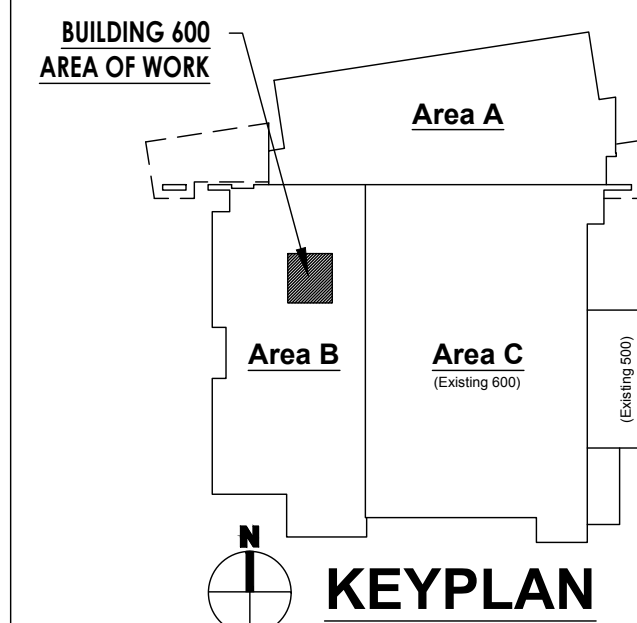 BUILDING 600
AREA OF WORK
Area A
Area B
Area C
(Existing 600)
(Existing 500)
N
KEYPLAN